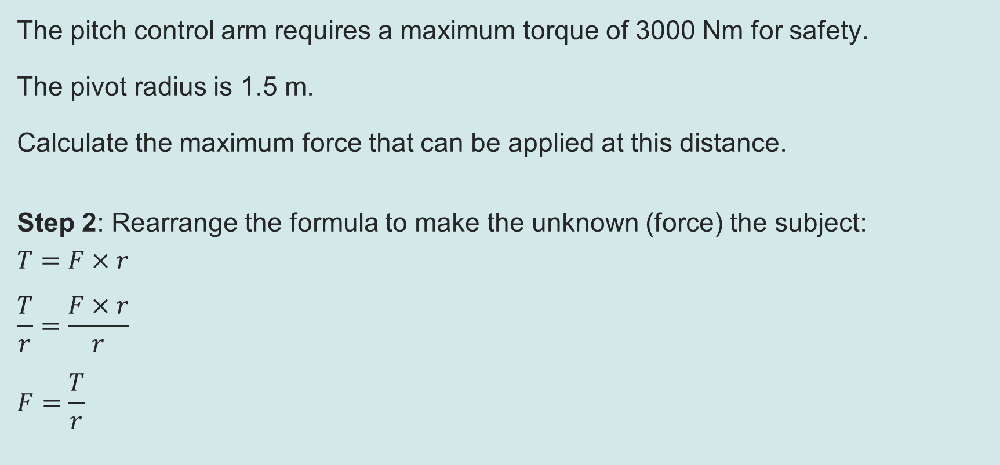 The pitch control arm requires a maximum torque of 3000 Nm for safety.
The pivot radius is 1.5 m.
Calculate the maximum force that can be applied at this distance.
Step 2: Rearrange the formula to make the unknown (force) the subject:
T = F × r
T/r = (F × r)/r
F = T/r